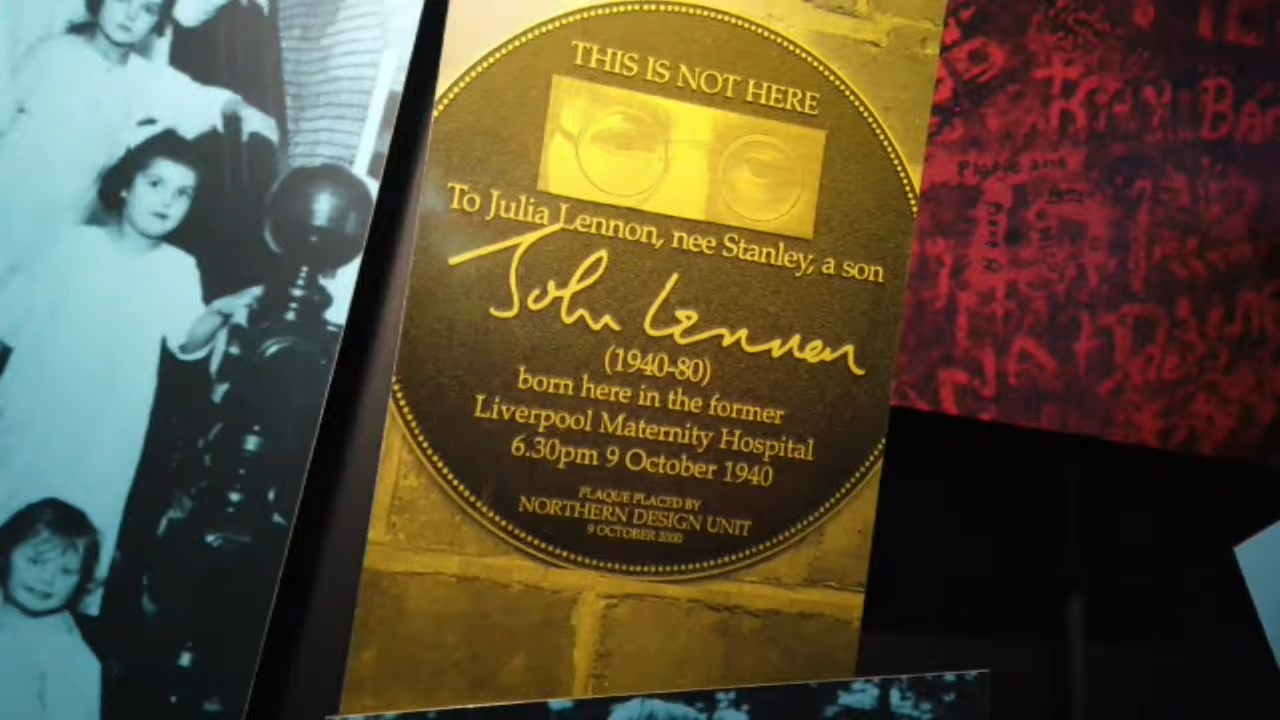 THIS IS NOT HERE
To Julia Lennon, nee Stanley, a son
John Lennon
(1940-80)
born here in the former
Liverpool Maternity Hospital
6.30pm 9 October 1940
PLAQUE PLACED BY
NORTHERN DESIGN UNIT
9 OCTOBER 2000